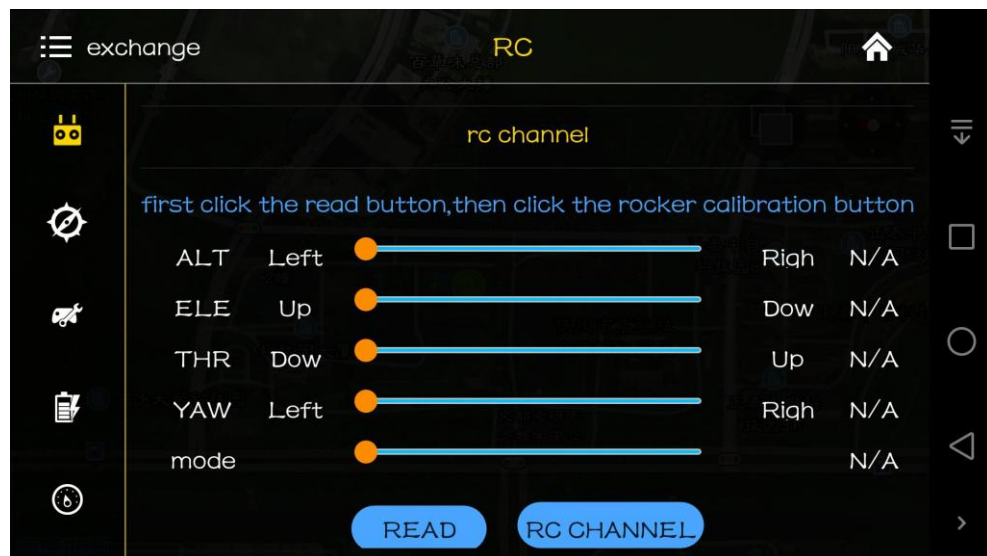 exchange RC
rc channel
first click the read button,then click the rocker calibration button
ALT Left Righ N/A
ELE Up Dow N/A
THR Dow Up N/A
YAW Left Righ N/A
mode N/A
READ RC CHANNEL